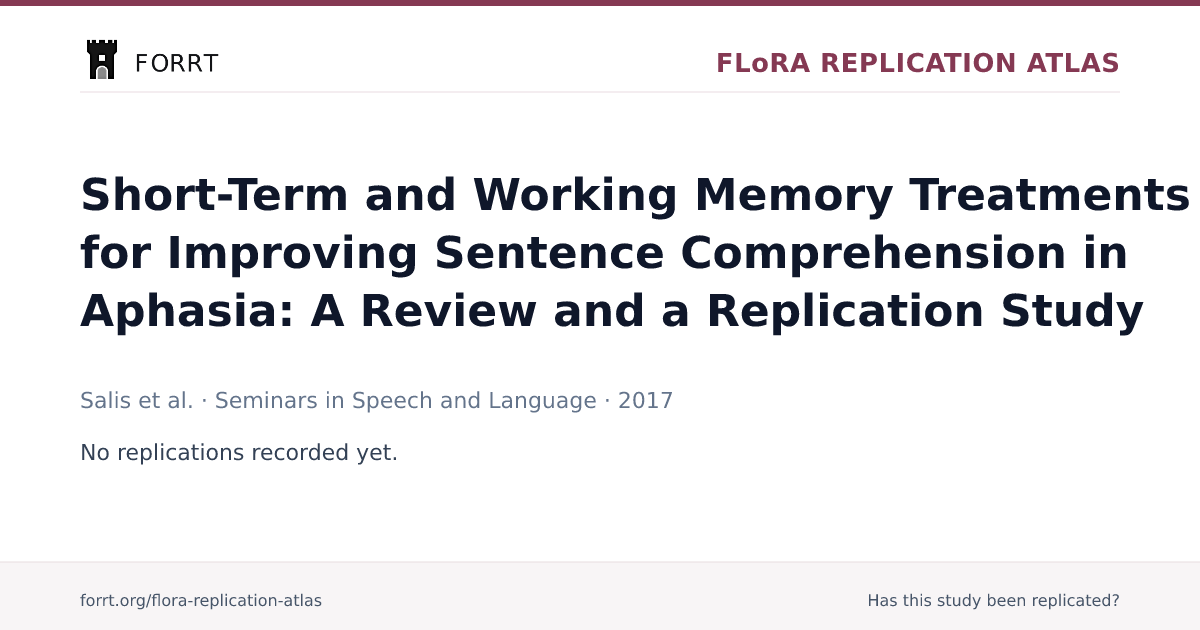 FORRT
FLoRA REPLICATION ATLAS
Short-Term and Working Memory Treatments
for Improving Sentence Comprehension in
Aphasia: A Review and a Replication Study
Salis et al. · Seminars in Speech and Language · 2017
No replications recorded yet.
forrt.org/flora-replication-atlas
Has this study been replicated?